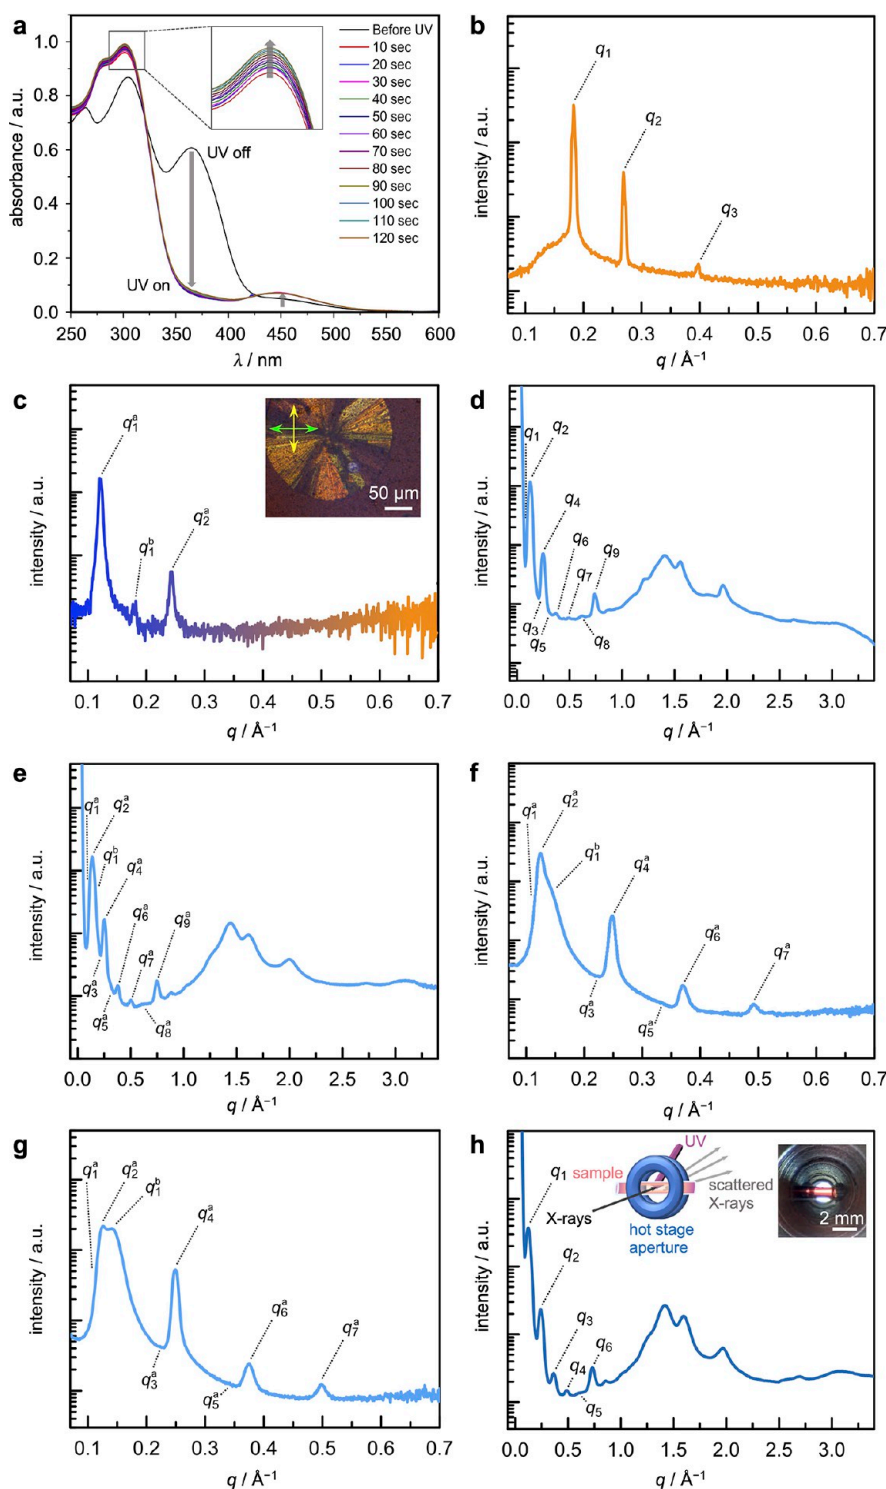 a
absorbance / a.u.
1.0
0.8
0.6
0.4
0.2
0.0
250 300 350 400 450 500 550 600
λ / nm
UV off
UV on
Before UV
10 sec
20 sec
30 sec
40 sec
50 sec
60 sec
70 sec
80 sec
90 sec
100 sec
110 sec
120 sec
b
intensity / a.u.
q₁
q₂
q₃
0.1 0.2 0.3 0.4 0.5 0.6 0.7
q / Å⁻¹
c
intensity / a.u.
q₁ᵃ
q₁ᵇ
q₂ᵃ
50 μm
0.1 0.2 0.3 0.4 0.5 0.6 0.7
q / Å⁻¹
d
intensity / a.u.
q₁
q₂
q₄
q₆
q₇
q₉
q₃
q₅
q₈
0.0 0.5 1.0 1.5 2.0 2.5 3.0
q / Å⁻¹
e
intensity / a.u.
q₁ᵃ
q₂ᵃ
q₁ᵇ
q₄ᵃ
q₆ᵃ
q₇ᵃ
q₉ᵃ
q₃ᵃ
q₅ᵃ
q₈ᵃ
0.0 0.5 1.0 1.5 2.0 2.5 3.0
q / Å⁻¹
f
intensity / a.u.
q₁ᵃ
q₂ᵃ
q₁ᵇ
q₄ᵃ
q₆ᵃ
q₇ᵃ
q₃ᵃ
q₅ᵃ
0.1 0.2 0.3 0.4 0.5 0.6 0.7
q / Å⁻¹
g
intensity / a.u.
q₁ᵃ
q₂ᵃ
q₁ᵇ
q₄ᵃ
q₆ᵃ
q₇ᵃ
q₃ᵃ
q₅ᵃ
0.1 0.2 0.3 0.4 0.5 0.6 0.7
q / Å⁻¹
h
intensity / a.u.
UV
sample
scattered
X-rays
X-rays
hot stage
aperture
2 mm
q₁
q₂
q₃
q₄
q₆
q₅
0.0 0.5 1.0 1.5 2.0 2.5 3.0
q / Å⁻¹